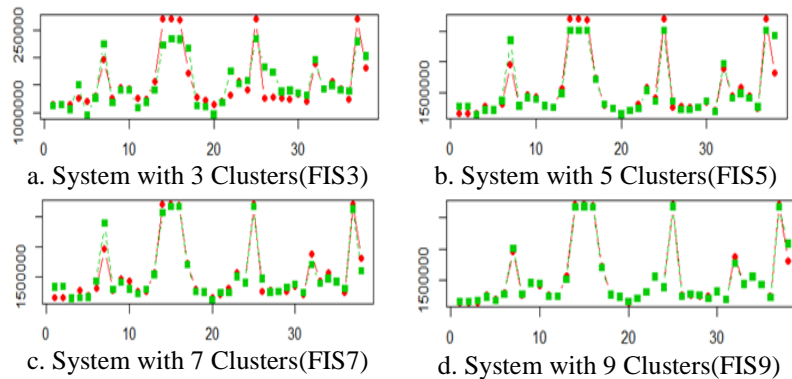 2500000
1000000
0 10 20 30
a. System with 3 Clusters(FIS3)
1500000
0 10 20 30
b. System with 5 Clusters(FIS5)
1500000
0 10 20 30
c. System with 7 Clusters(FIS7)
1500000
0 10 20 30
d. System with 9 Clusters(FIS9)